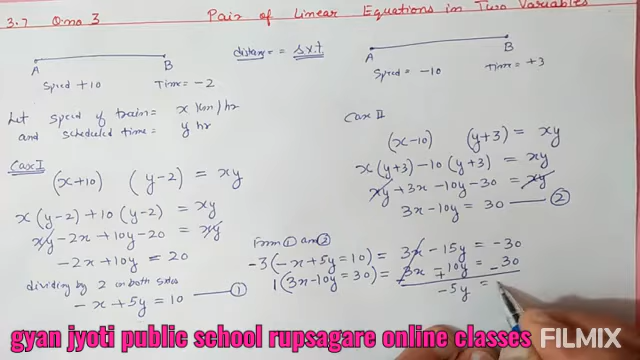 3.7 Q.no 3 Pair of Linear Equations in Two Variables
A B
Speed +10 Time = -2
distance = s x t
A B
Speed = -10 Time = +3
Let speed of train = x km/hr
and scheduled time = y hr
Case I
(x+10) (y-2) = xy
x(y-2)+10(y-2) = xy
xy-2x+10y-20 = xy
-2x+10y = 20
dividing by 2 on both sides
-x+5y = 10 —— ①
Case II
(x-10) (y+3) = xy
x(y+3)-10(y+3) = xy
xy+3x-10y-30 = xy
3x-10y = 30 —— ②
From ① and ②
-3(-x+5y=10) = 3x-15y = -30
1(3x-10y=30) = 3x-10y = 30
- + -
-5y =
gyan jyoti public school rupsagare online classes
FILMIX